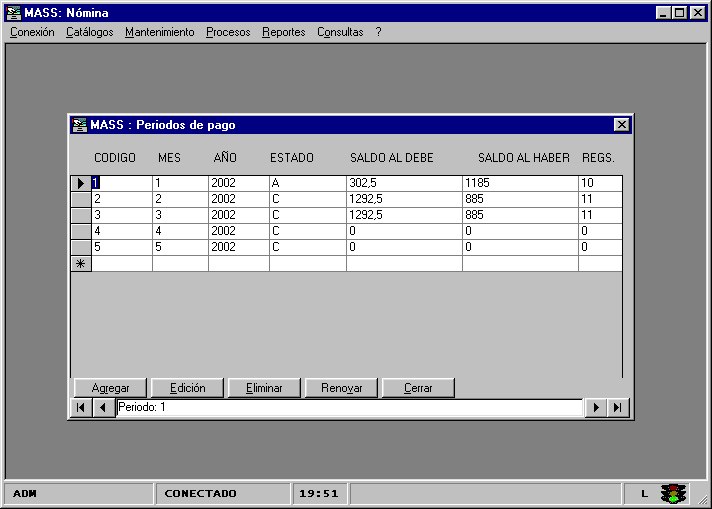 MASS: Nómina
Conexión Catálogos Mantenimiento Procesos Reportes Consultas ?
MASS : Periodos de pago
CODIGO MES AÑO ESTADO SALDO AL DEBE SALDO AL HABER REGS.
1 1 2002 A 302,5 1185 10
2 2 2002 C 1292,5 885 11
3 3 2002 C 1292,5 885 11
4 4 2002 C 0 0 0
5 5 2002 C 0 0 0
Agregar Edición Eliminar Renovar Cerrar
Periodo: 1
ADM CONECTADO 19:51 L